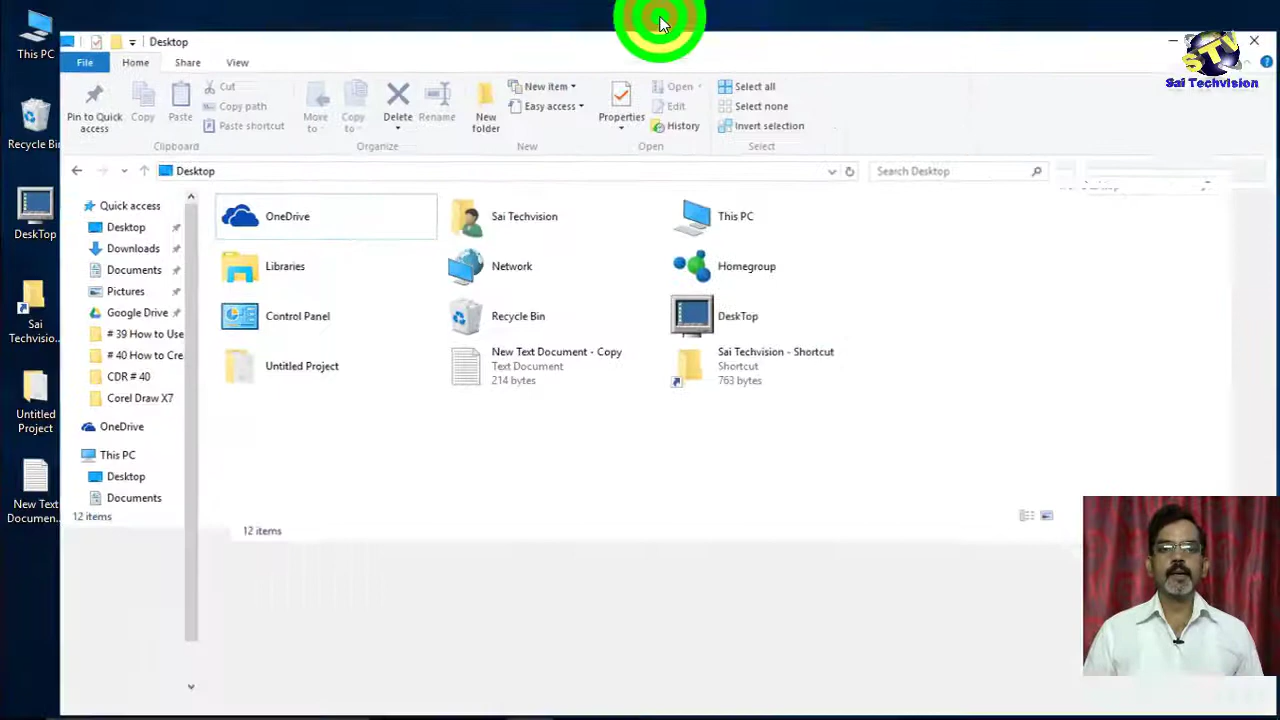 This PC
Recycle Bin
DeskTop
Sai
Techvisio...
Untitled
Project
New Text
Documen...
Desktop
File Home Share View
Pin to Quick
access
Copy
Paste
Cut
Copy path
Paste shortcut
Clipboard
Move
to
Copy
to
Delete
Rename
Organize
New
folder
New item
Easy access
New
Properties
Open
Edit
History
Open
Select all
Select none
Invert selection
Select
Desktop
Search Desktop
Quick access
Desktop
Downloads
Documents
Pictures
Google Drive
# 39 How to Use
# 40 How to Cre
CDR # 40
Corel Draw X7
OneDrive
This PC
Desktop
Documents
12 items
OneDrive
Sai Techvision
This PC
Libraries
Network
Homegroup
Control Panel
Recycle Bin
DeskTop
Untitled Project
New Text Document - Copy
Text Document
214 bytes
Sai Techvision - Shortcut
Shortcut
763 bytes
12 items
STV
Sai Techvision